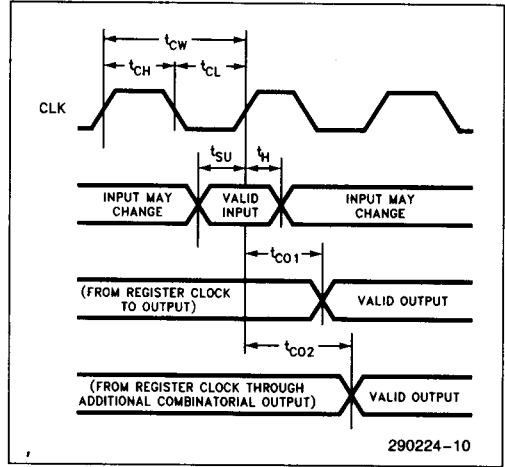 tCW
tCH tCL
CLK
tSU tH
INPUT MAY CHANGE
VALID INPUT
INPUT MAY CHANGE
tCO1
(FROM REGISTER CLOCK
TO OUTPUT)
VALID OUTPUT
tCO2
(FROM REGISTER CLOCK THROUGH
ADDITIONAL COMBINATORIAL OUTPUT)
VALID OUTPUT
290224-10